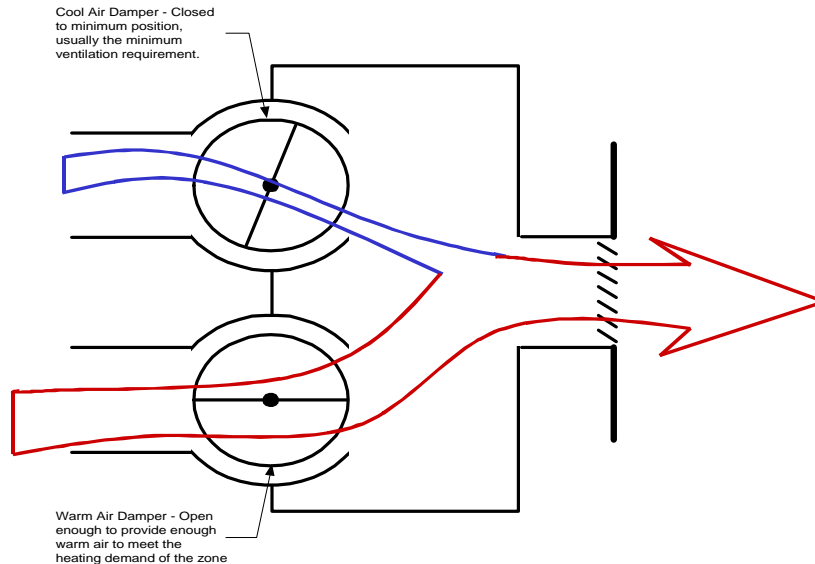 Cool Air Damper - Closed
to minimum position,
usually the minimum
ventilation requirement.
Warm Air Damper - Open
enough to provide enough
warm air to meet the
heating demand of the zone